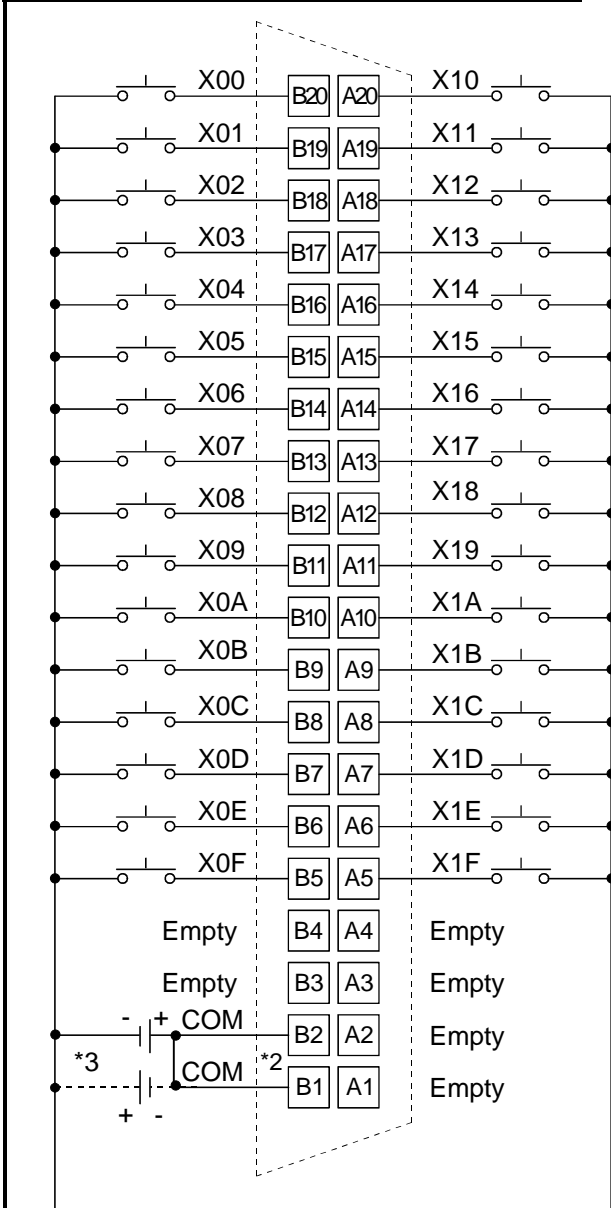 X00 B20 A20 X10
X01 B19 A19 X11
X02 B18 A18 X12
X03 B17 A17 X13
X04 B16 A16 X14
X05 B15 A15 X15
X06 B14 A14 X16
X07 B13 A13 X17
X08 B12 A12 X18
X09 B11 A11 X19
X0A B10 A10 X1A
X0B B9 A9 X1B
X0C B8 A8 X1C
X0D B7 A7 X1D
X0E B6 A6 X1E
X0F B5 A5 X1F
Empty B4 A4 Empty
Empty B3 A3 Empty
- + COM B2 A2 Empty
*3 COM *2 B1 A1 Empty
+ -